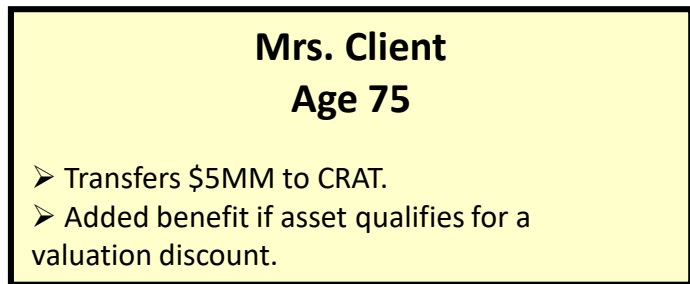 Mrs. Client
Age 75
➢ Transfers $5MM to CRAT.
➢ Added benefit if asset qualifies for a
valuation discount.